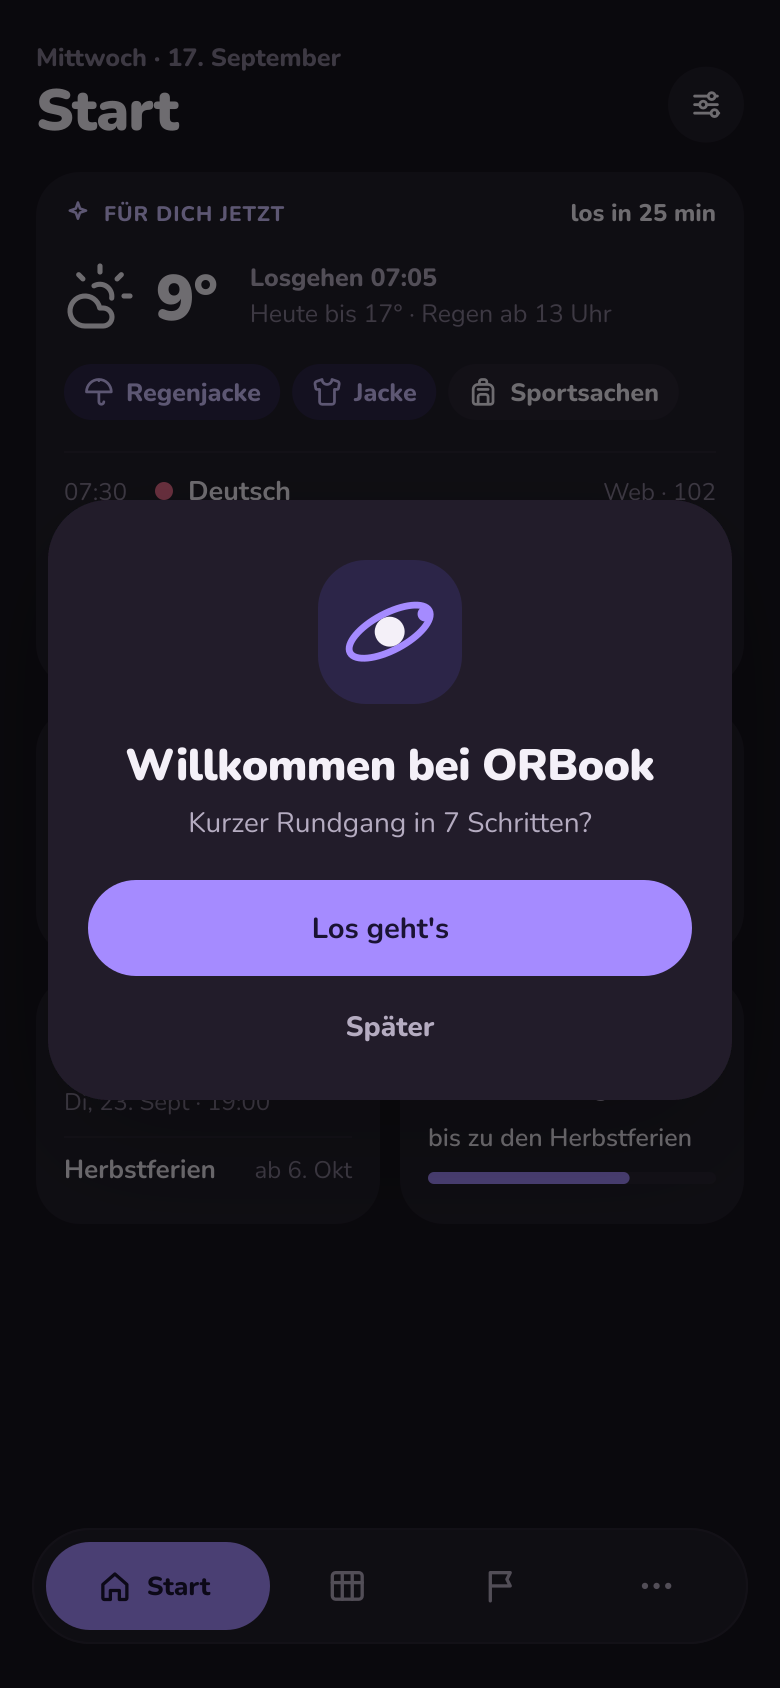 Mittwoch · 17. September
Start
FÜR DICH JETZT
los in 25 min
9°
Losgehen 07:05
Heute bis 17° · Regen ab 13 Uhr
Regenjacke
Jacke
Sportsachen
07:30
Deutsch
Web · 102
Willkommen bei ORBook
Kurzer Rundgang in 7 Schritten?
Los geht's
Später
Di, 23. Sept · 19:00
Herbstferien
ab 6. Okt
bis zu den Herbstferien
Start